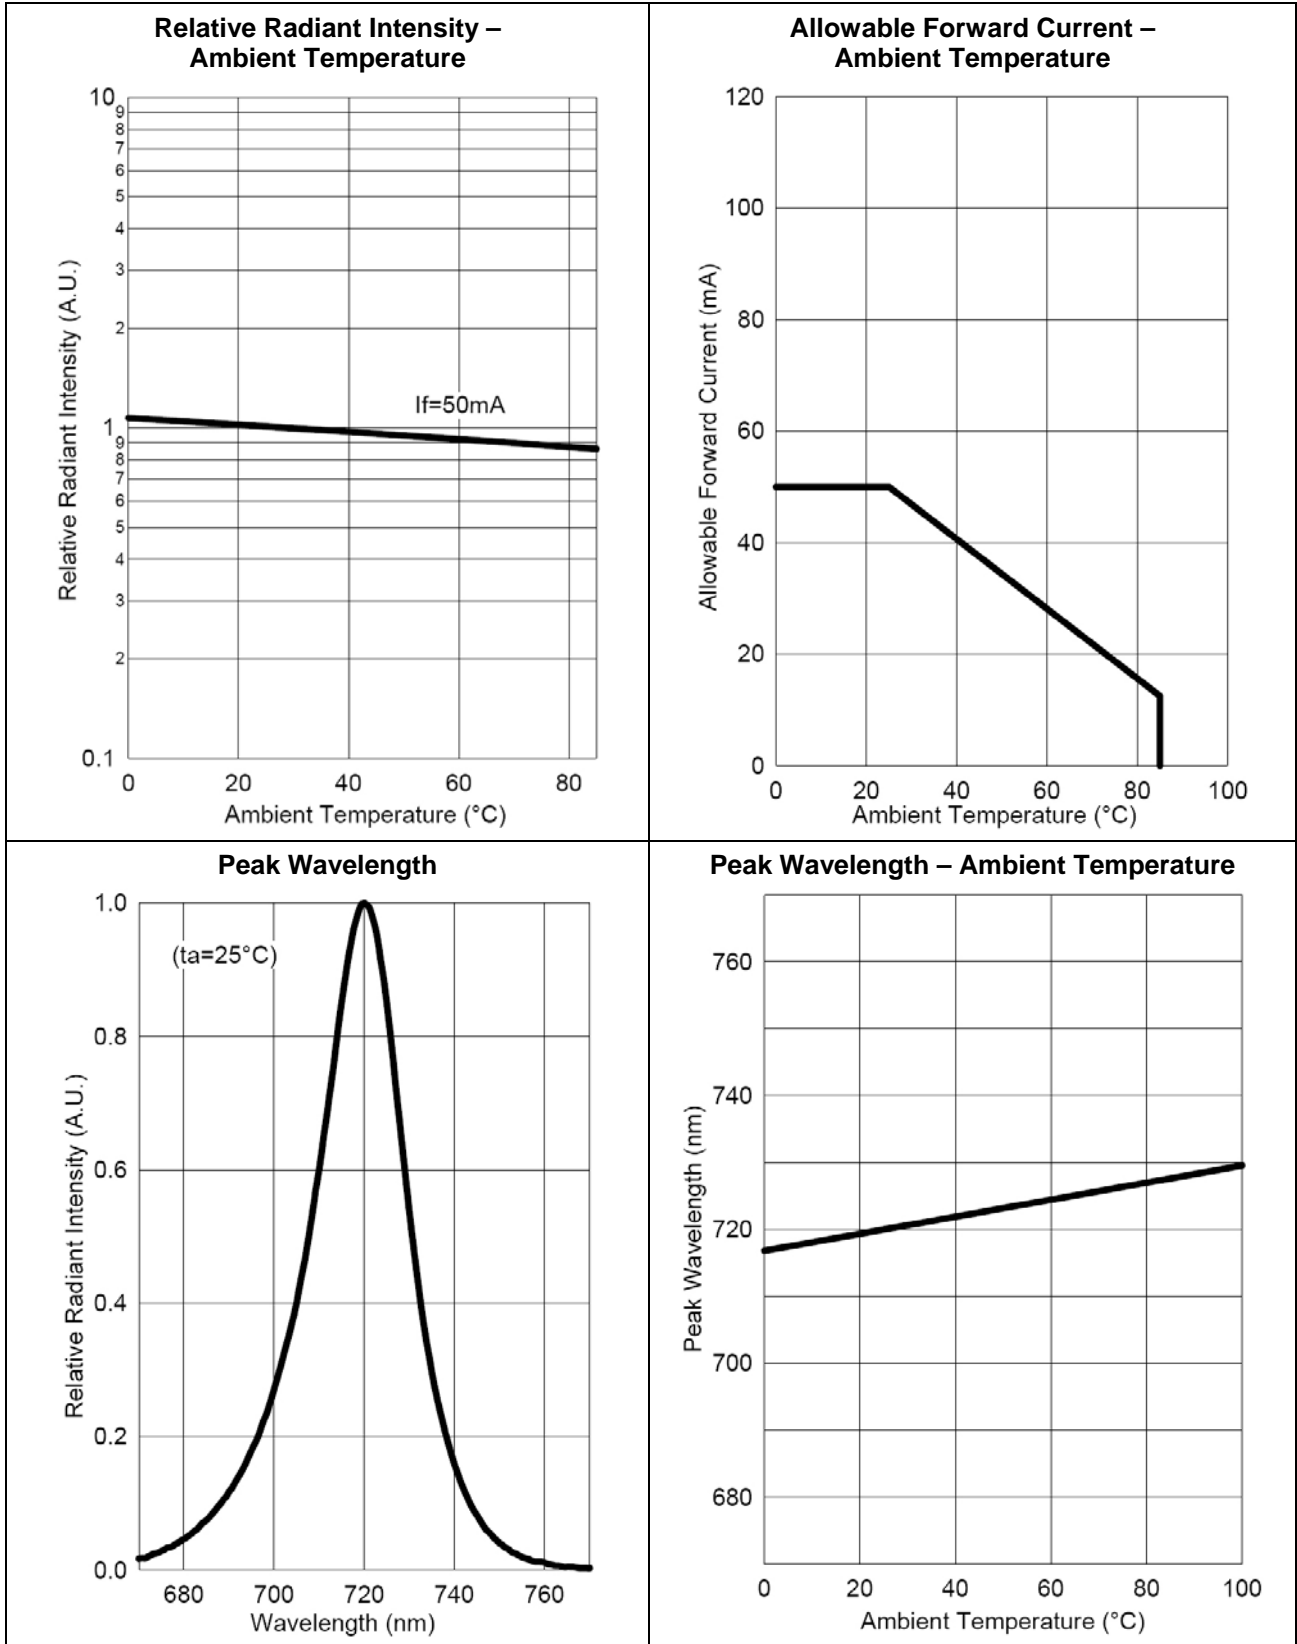 Relative Radiant Intensity –
Ambient Temperature
10
9
8
7
6
5
4
3
2
1
9
8
7
6
5
4
3
2
0.1
Relative Radiant Intensity (A.U.)
If=50mA
0 20 40 60 80
Ambient Temperature (°C)
Allowable Forward Current –
Ambient Temperature
120
100
80
60
40
20
0
Allowable Forward Current (mA)
0 20 40 60 80 100
Ambient Temperature (°C)
Peak Wavelength
1.0
0.8
0.6
0.4
0.2
0.0
Relative Radiant Intensity (A.U.)
(ta=25°C)
680 700 720 740 760
Wavelength (nm)
Peak Wavelength – Ambient Temperature
760
740
720
700
680
Peak Wavelength (nm)
0 20 40 60 80 100
Ambient Temperature (°C)